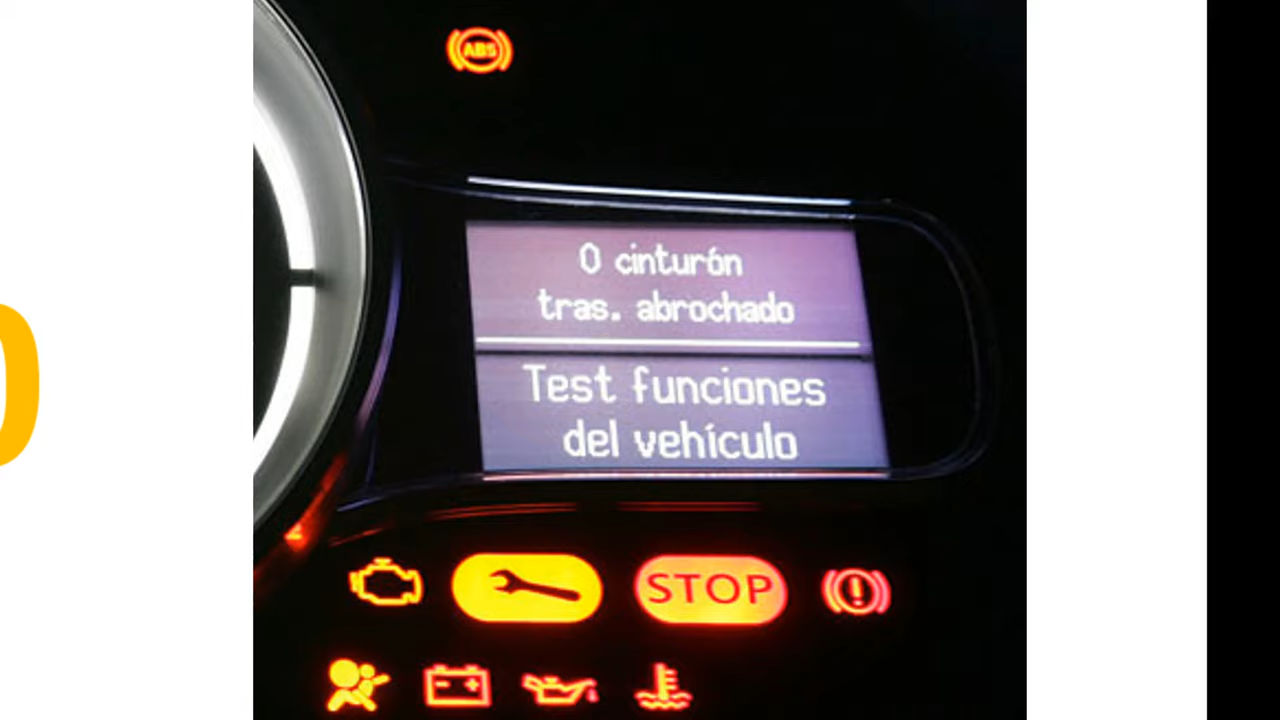 ABS
0 cinturón
tras. abrochado
Test funciones
del vehículo
STOP